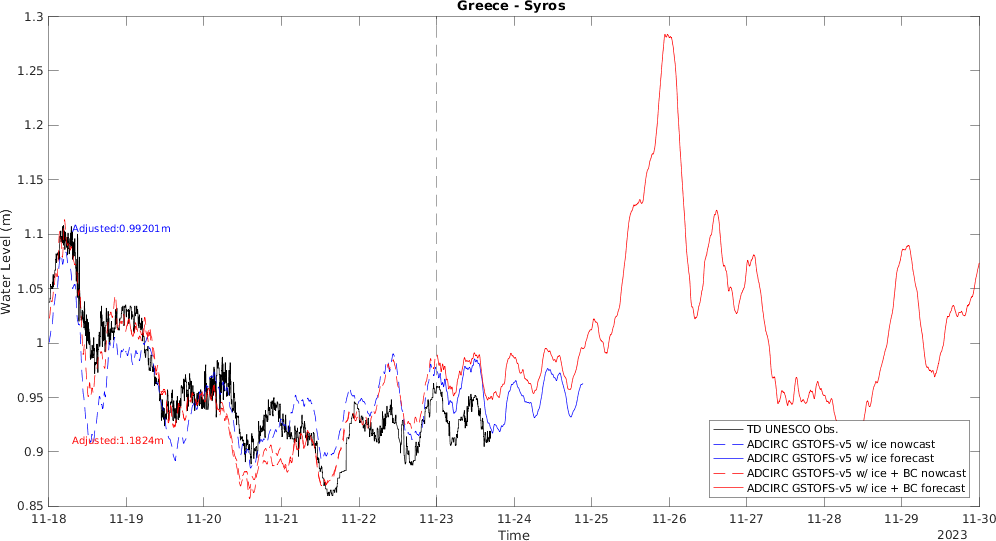 Greece - Syros
1.3
1.25
1.2
1.15
1.1
1.05
1
0.95
0.9
0.85
Water Level (m)
Adjusted:0.99201m
Adjusted:1.1824m
TD UNESCO Obs.
ADCIRC GSTOFS-v5 w/ ice nowcast
ADCIRC GSTOFS-v5 w/ ice forecast
ADCIRC GSTOFS-v5 w/ ice + BC nowcast
ADCIRC GSTOFS-v5 w/ ice + BC forecast
11-18 11-19 11-20 11-21 11-22 11-23 11-24 11-25 11-26 11-27 11-28 11-29 11-30
Time
2023